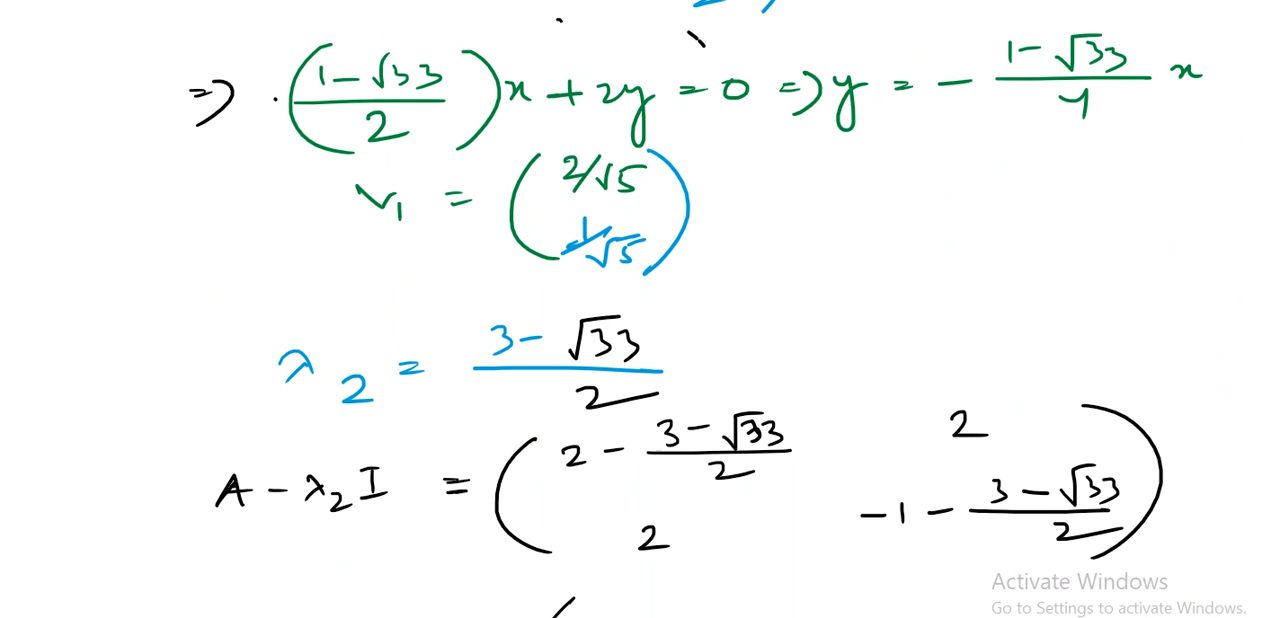 => (1-√33/2)x + 2y = 0 => y = - 1-√33/4 x
v₁ = (2/√5
1/√5)
λ₂ = 3-√33/2
A - λ₂I = (2 - 3-√33/2 2
2 -1 - 3-√33/2)
Activate Windows
Go to Settings to activate Windows.